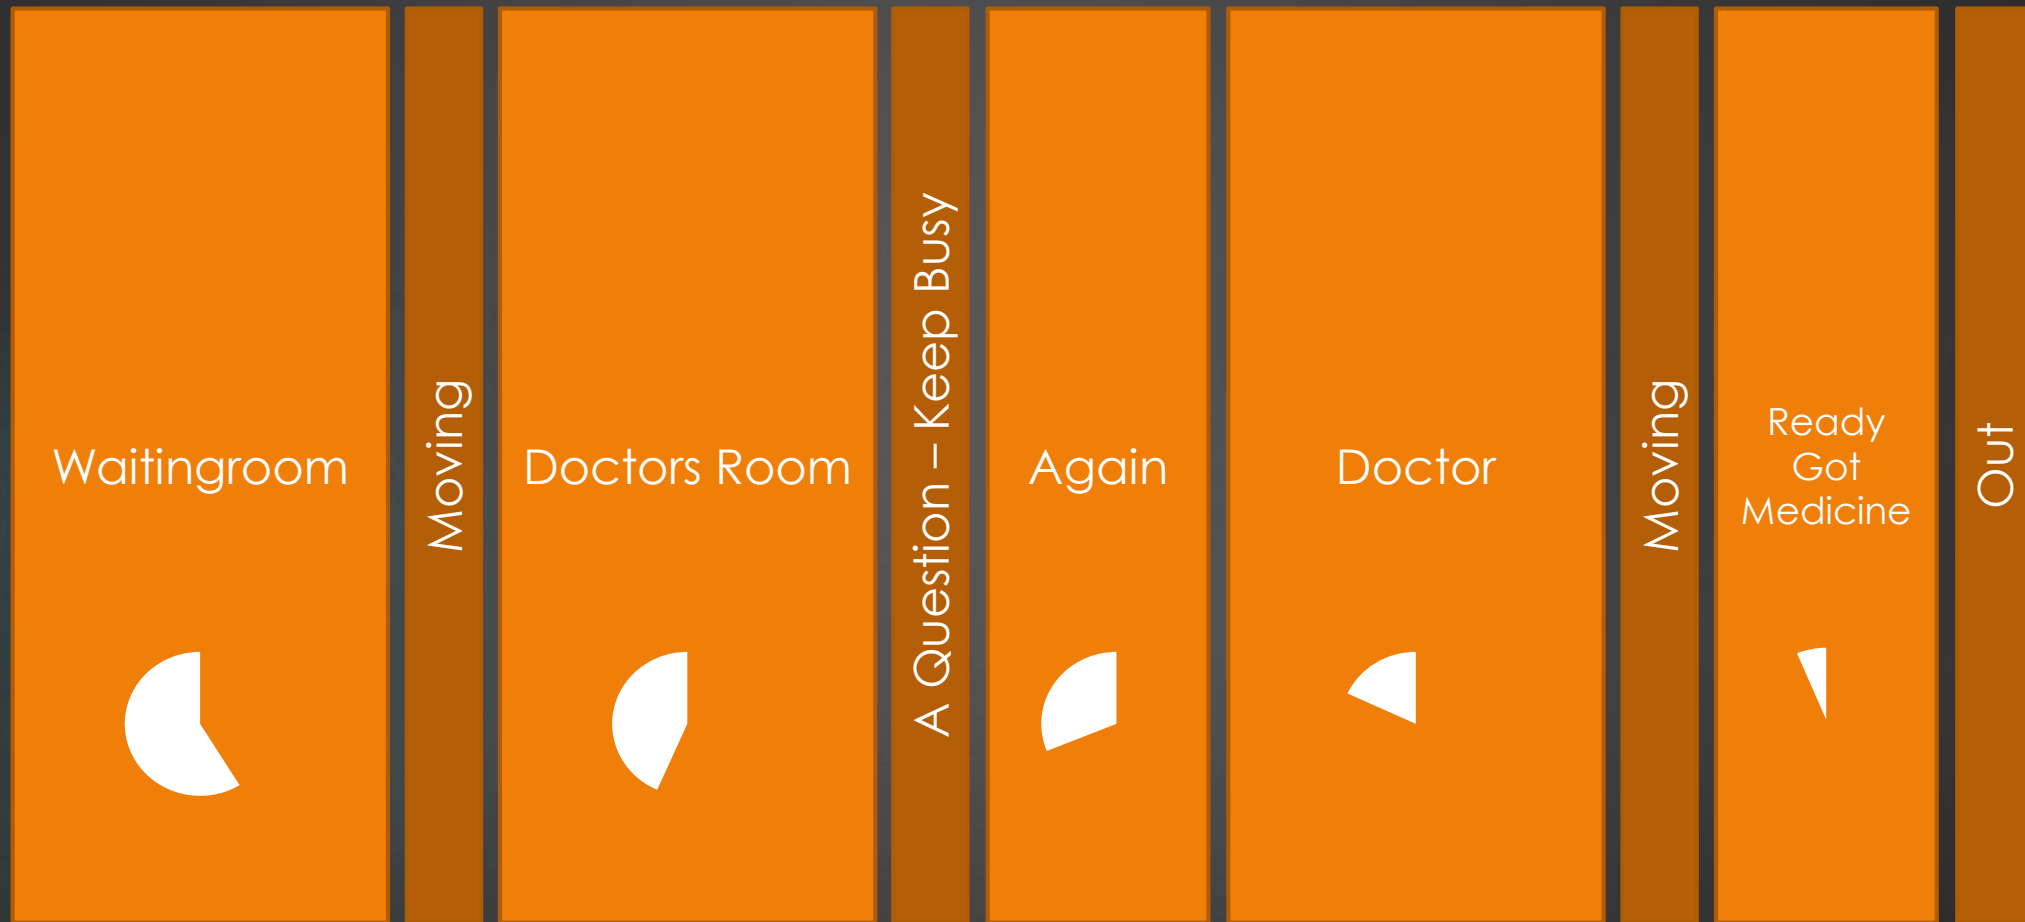 Waitingroom
Moving
Doctors Room
A Question – Keep Busy
Again
Doctor
Moving
Ready
Got
Medicine
Out